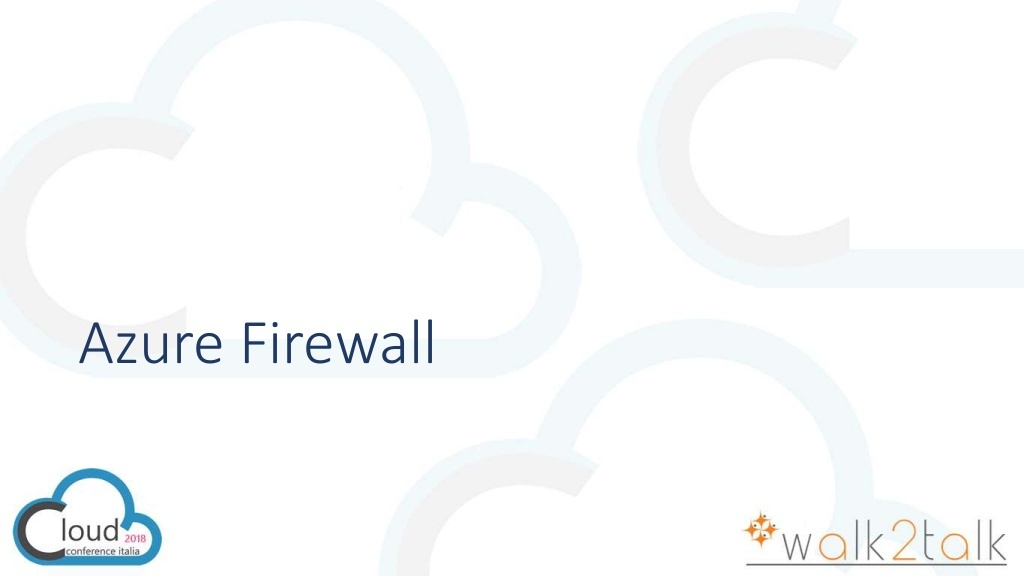 Azure Firewall
Cloud 2018
conference italia
walk2talk